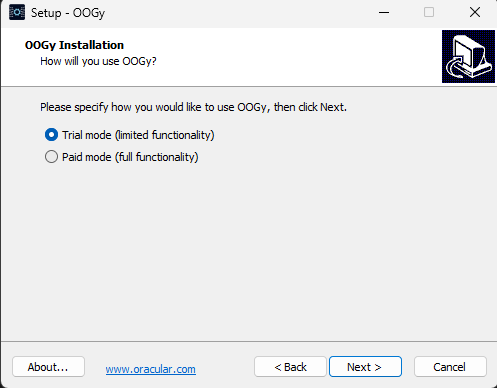 Setup - OOGy
OOGy Installation
How will you use OOGy?
Please specify how you would like to use OOGy, then click Next.
Trial mode (limited functionality)
Paid mode (full functionality)
About...
www.oracular.com
< Back
Next >
Cancel